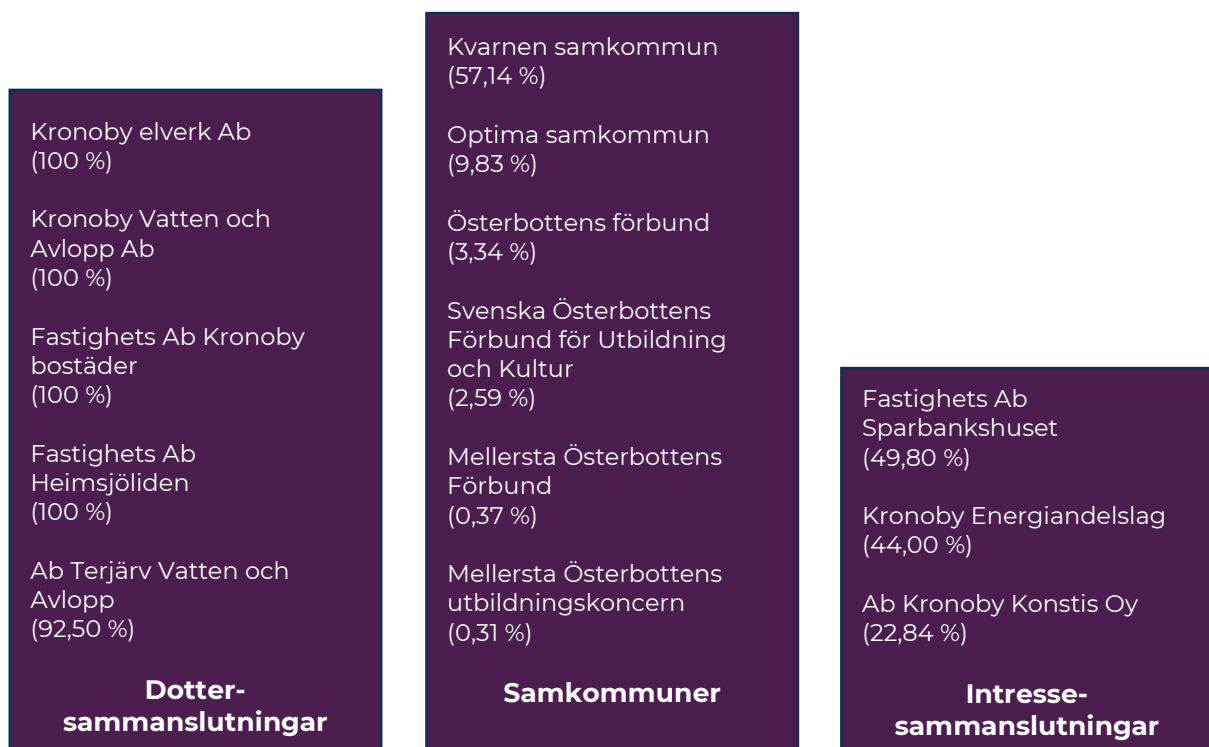 Kronoby elverk Ab
(100 %)
Kronoby Vatten och
Avlopp Ab
(100 %)
Fastighets Ab Kronoby
bostäder
(100 %)
Fastighets Ab
Heimsjöliden
(100 %)
Ab Terjärv Vatten och
Avlopp
(92,50 %)
Dotter-
sammanslutningar
Kvarnen samkommun
(57,14 %)
Optima samkommun
(9,83 %)
Österbottens förbund
(3,34 %)
Svenska Österbottens
Förbund för Utbildning
och Kultur
(2,59 %)
Mellersta Österbottens
Förbund
(0,37 %)
Mellersta Österbottens
utbildningskoncern
(0,31 %)
Samkommuner
Fastighets Ab
Sparbankshuset
(49,80 %)
Kronoby Energiandelslag
(44,00 %)
Ab Kronoby Konstis Oy
(22,84 %)
Intresse-
sammanslutningar